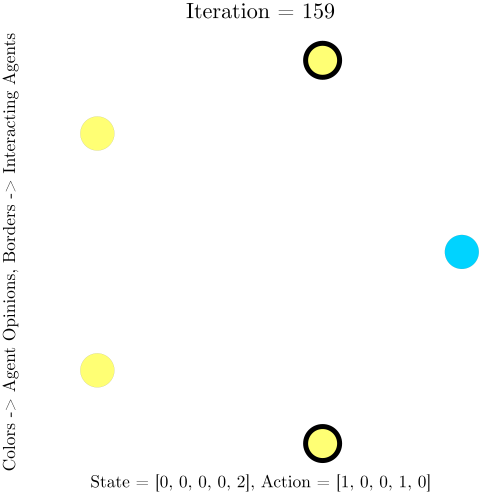 Iteration = 159
Colors -> Agent Opinions, Borders -> Interacting Agents
State = [0, 0, 0, 0, 2], Action = [1, 0, 0, 1, 0]